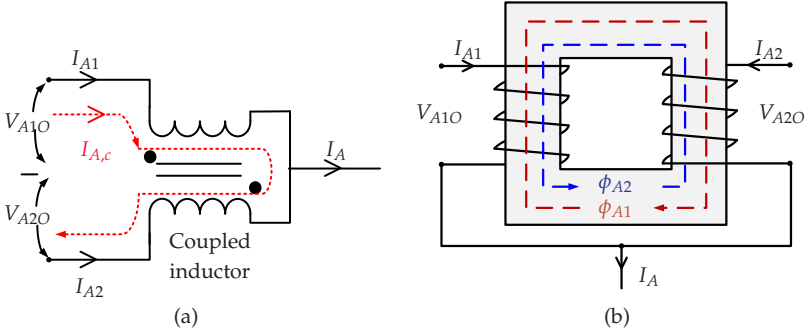 I_{A1}
V_{A1O}
I_{A,c}
I_A
V_{A2O}
Coupled
inductor
I_{A2}
(a)
I_{A1}
I_{A2}
V_{A1O}
V_{A2O}
ϕ_{A2}
ϕ_{A1}
I_A
(b)